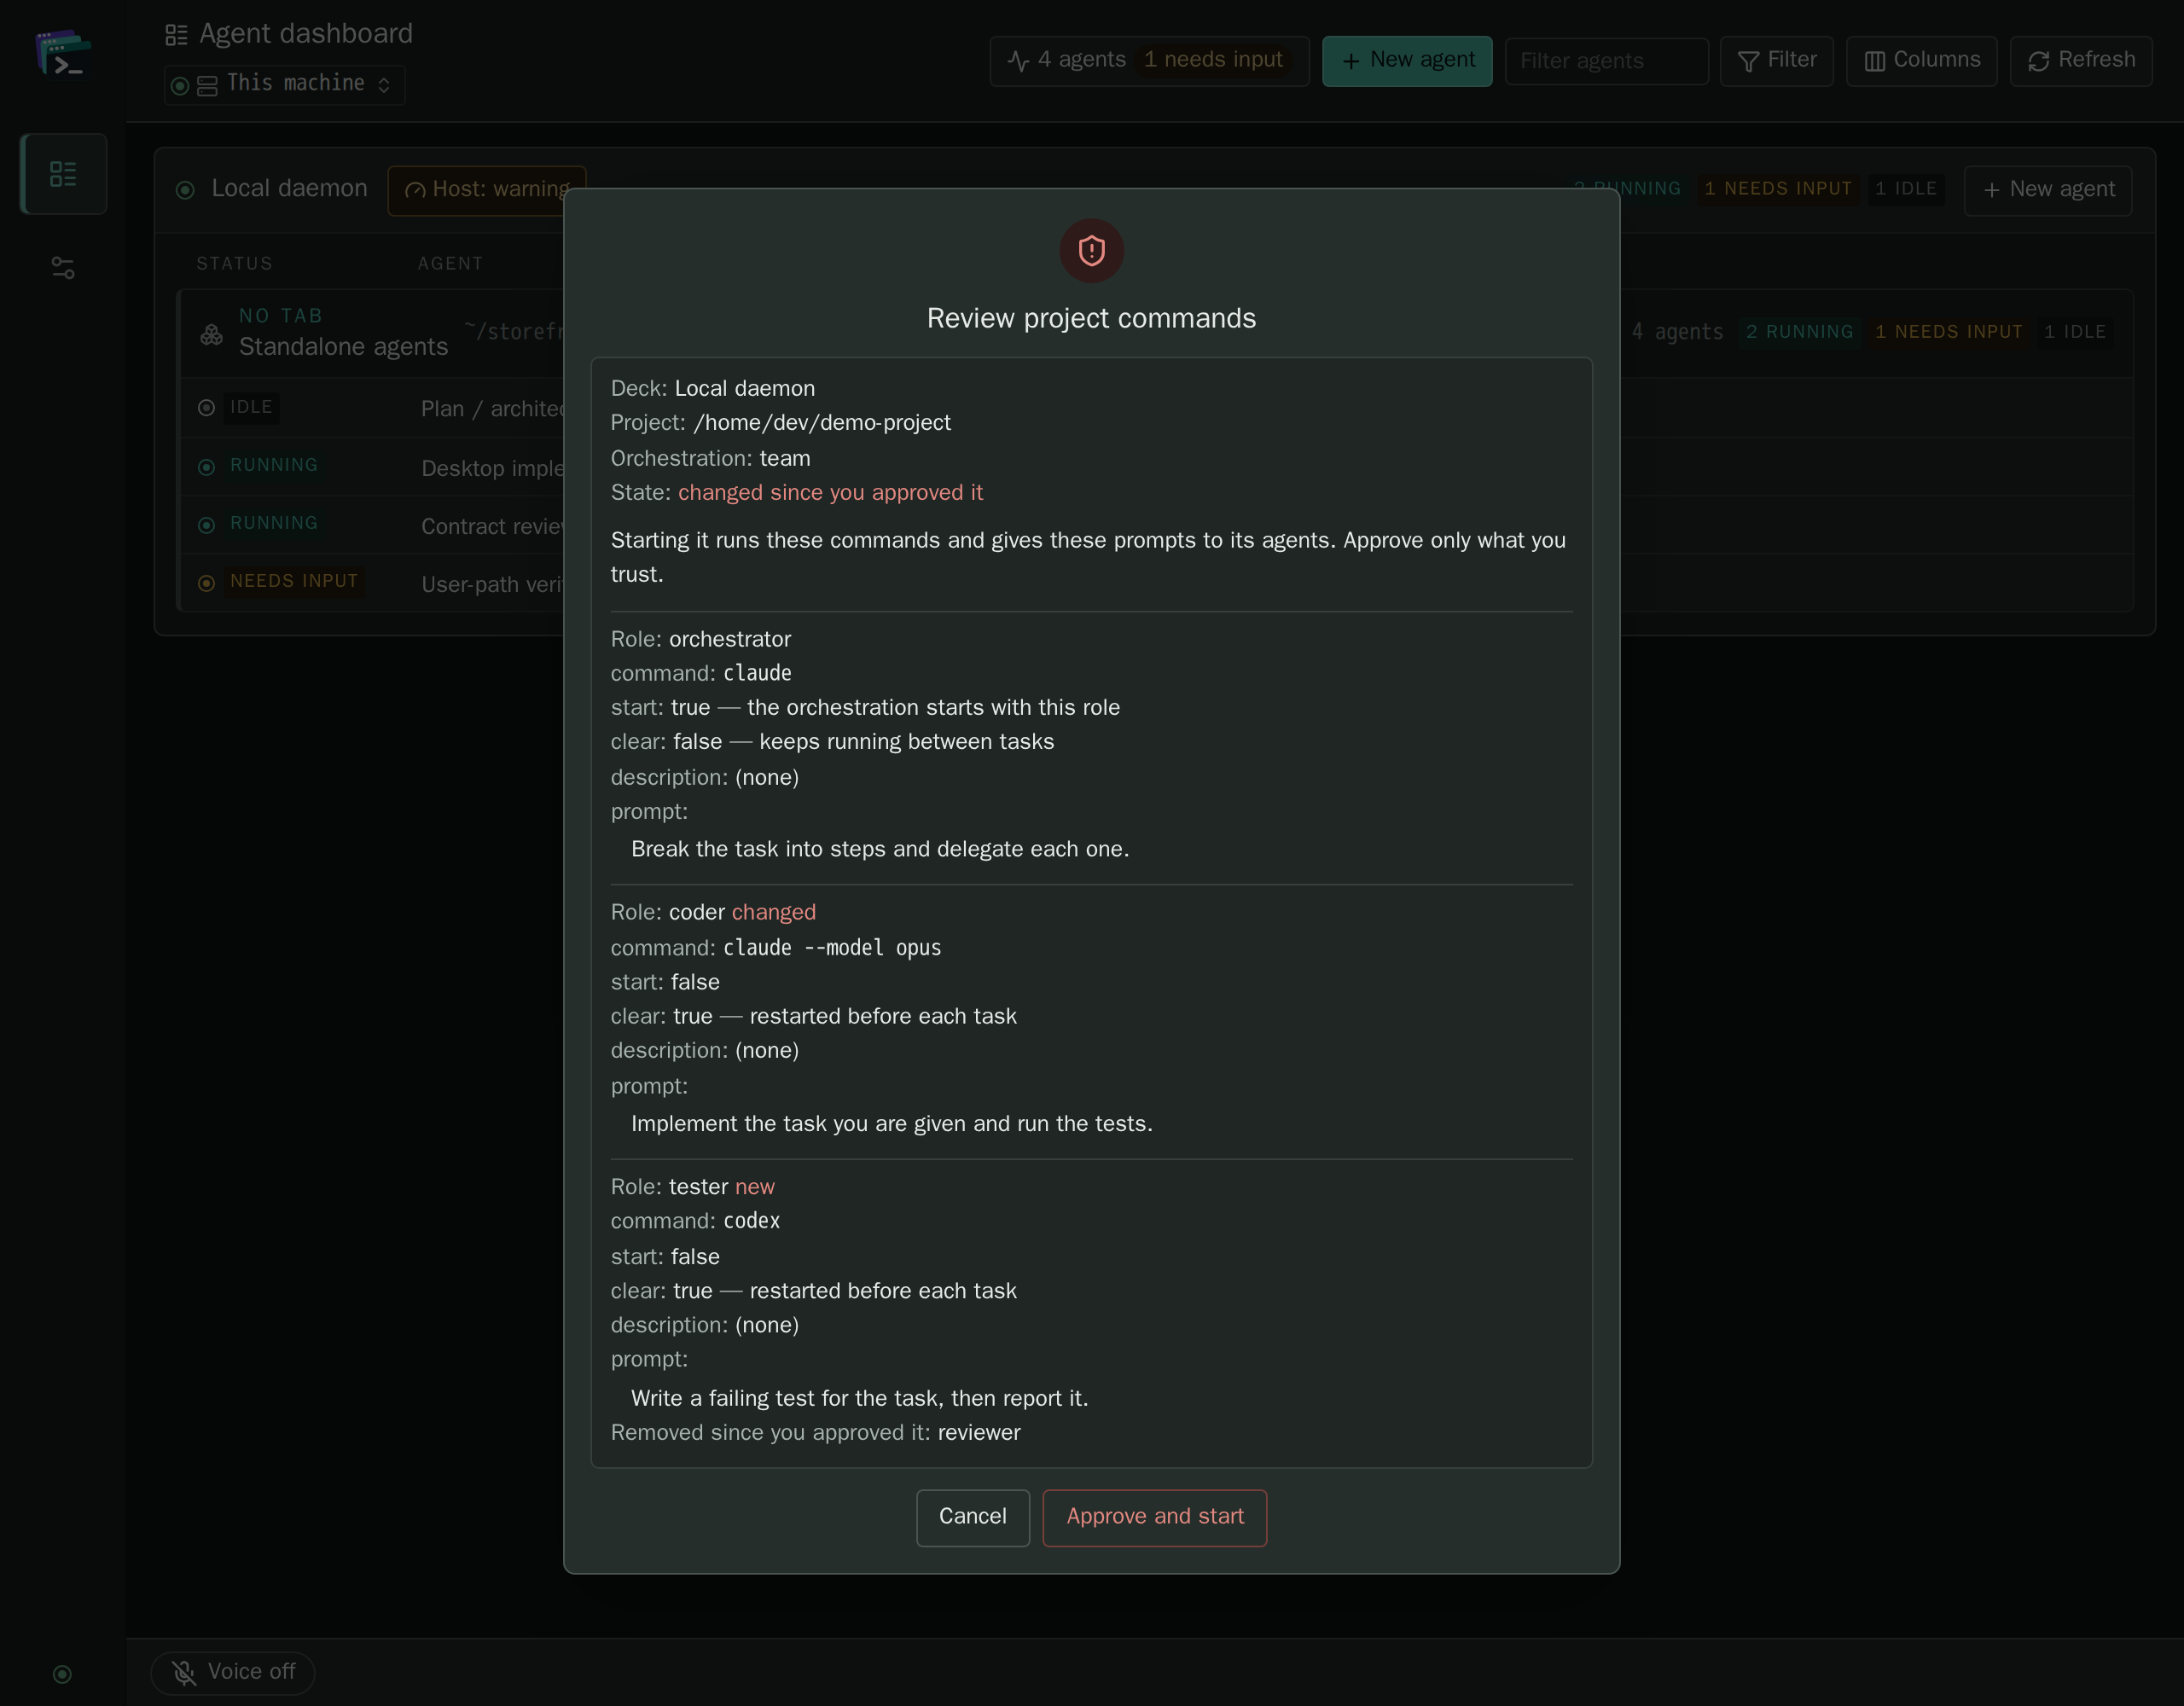 Agent dashboard
This machine
4 agents 1 needs input
+ New agent
Filter agents
Filter
Columns
Refresh
Local daemon
Host: warning
RUNNING
1 NEEDS INPUT
1 IDLE
+ New agent
STATUS
AGENT
NO TAB
Standalone agents
4 agents
2 RUNNING
1 NEEDS INPUT
1 IDLE
IDLE
Plan /
RUNNING
Desktop
RUNNING
Contract
NEEDS INPUT
User-path
Review project commands
Deck: Local daemon
Project: /home/dev/demo-project
Orchestration: team
State: changed since you approved it
Starting it runs these commands and gives these prompts to its agents. Approve only what you
trust.
Role: orchestrator
command: claude
start: true — the orchestration starts with this role
clear: false — keeps running between tasks
description: (none)
prompt:
Break the task into steps and delegate each one.
Role: coder changed
command: claude --model opus
start: false
clear: true — restarted before each task
description: (none)
prompt:
Implement the task you are given and run the tests.
Role: tester new
command: codex
start: false
clear: true — restarted before each task
description: (none)
prompt:
Write a failing test for the task, then report it.
Removed since you approved it: reviewer
Cancel
Approve and start
Voice off